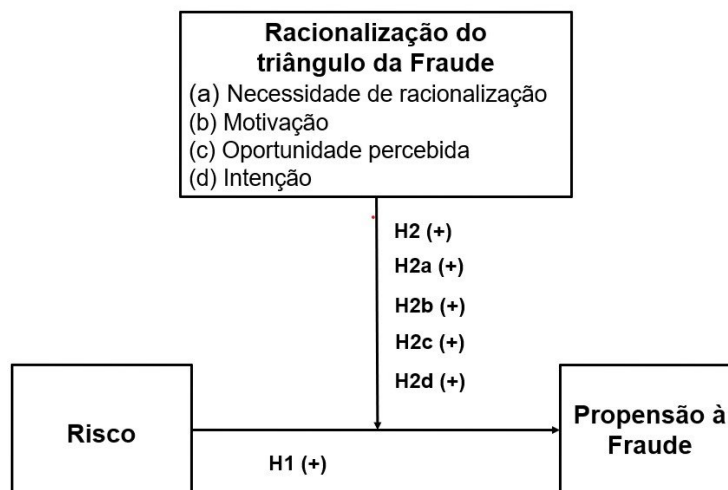 Racionalização do
triângulo da Fraude
(a) Necessidade de racionalização
(b) Motivação
(c) Oportunidade percebida
(d) Intenção
H2 (+)
H2a (+)
H2b (+)
H2c (+)
H2d (+)
Risco
H1 (+)
Propensão à
Fraude